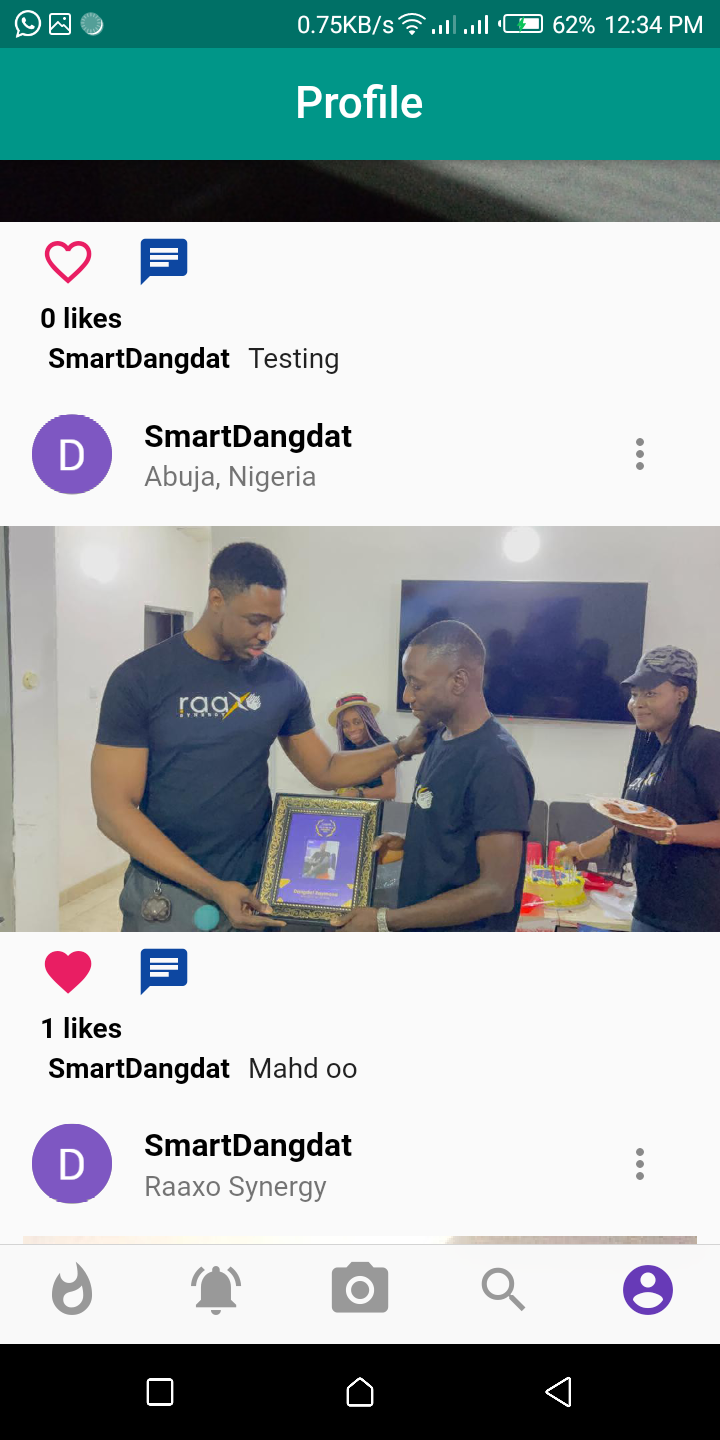 0.75KB/s 62% 12:34 PM
Profile
0 likes
SmartDangdat Testing
D
SmartDangdat
Abuja, Nigeria
raaxo
SYNERGY
1 likes
SmartDangdat Mahd oo
D
SmartDangdat
Raaxo Synergy